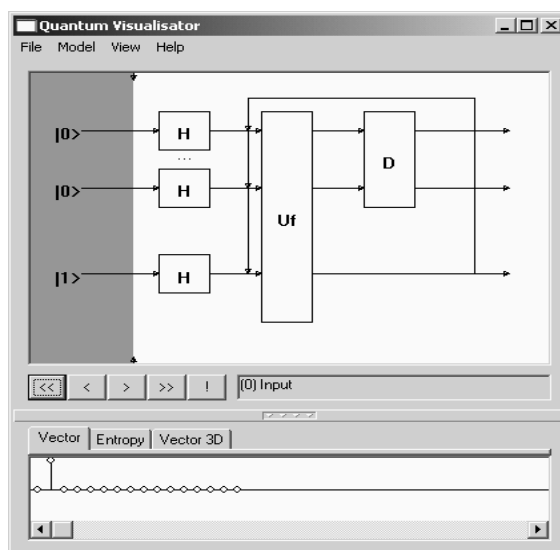 Quantum Visualisator
File Model View Help
|0> H
...
|0> H
D
Uf
|1> H
<< < > >> ! (0) Input
Vector Entropy Vector 3D